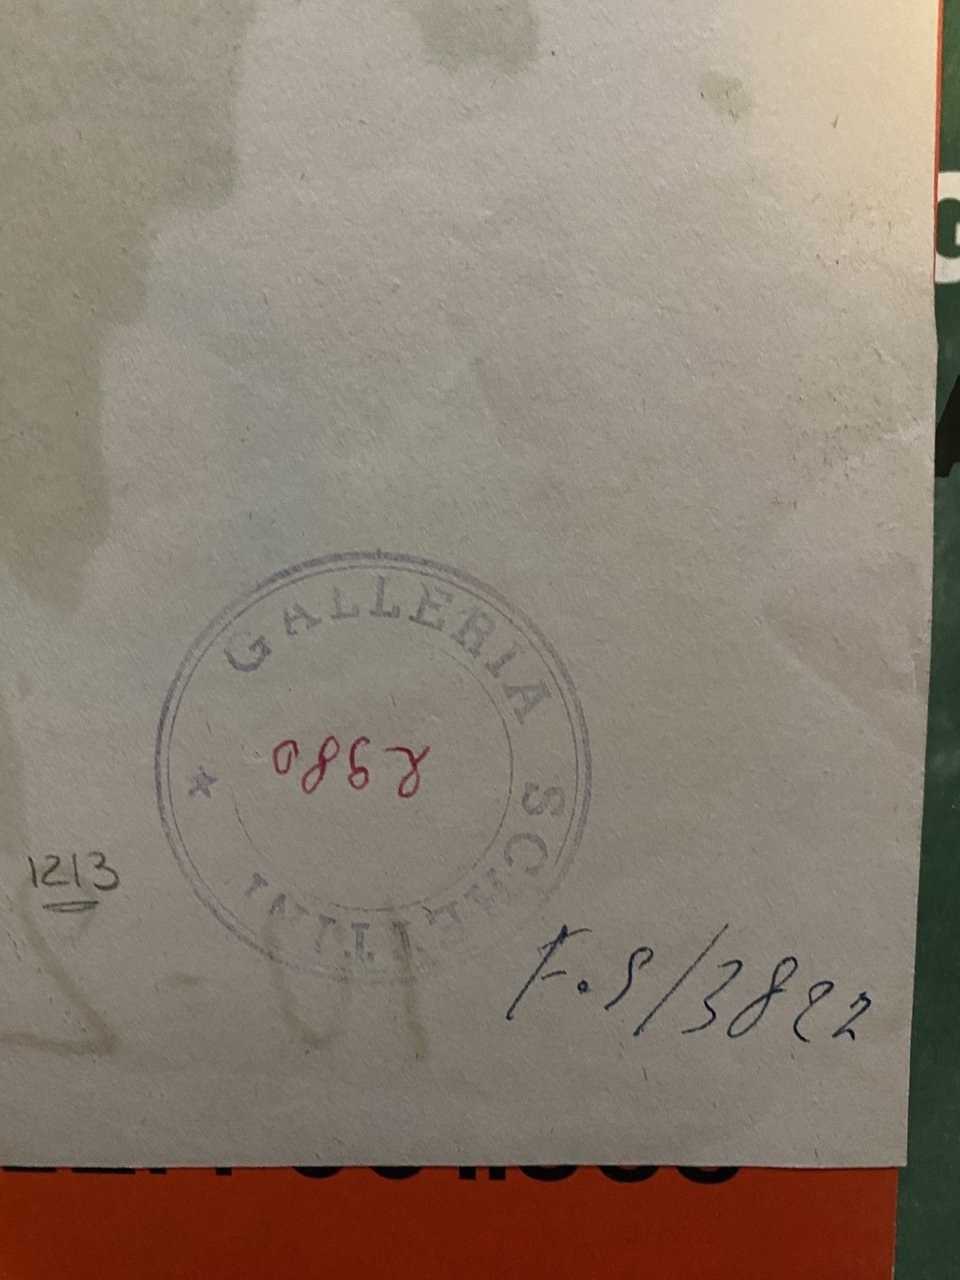 GALLERIA SCHETTINI
2980
1213
F.S/3822
G